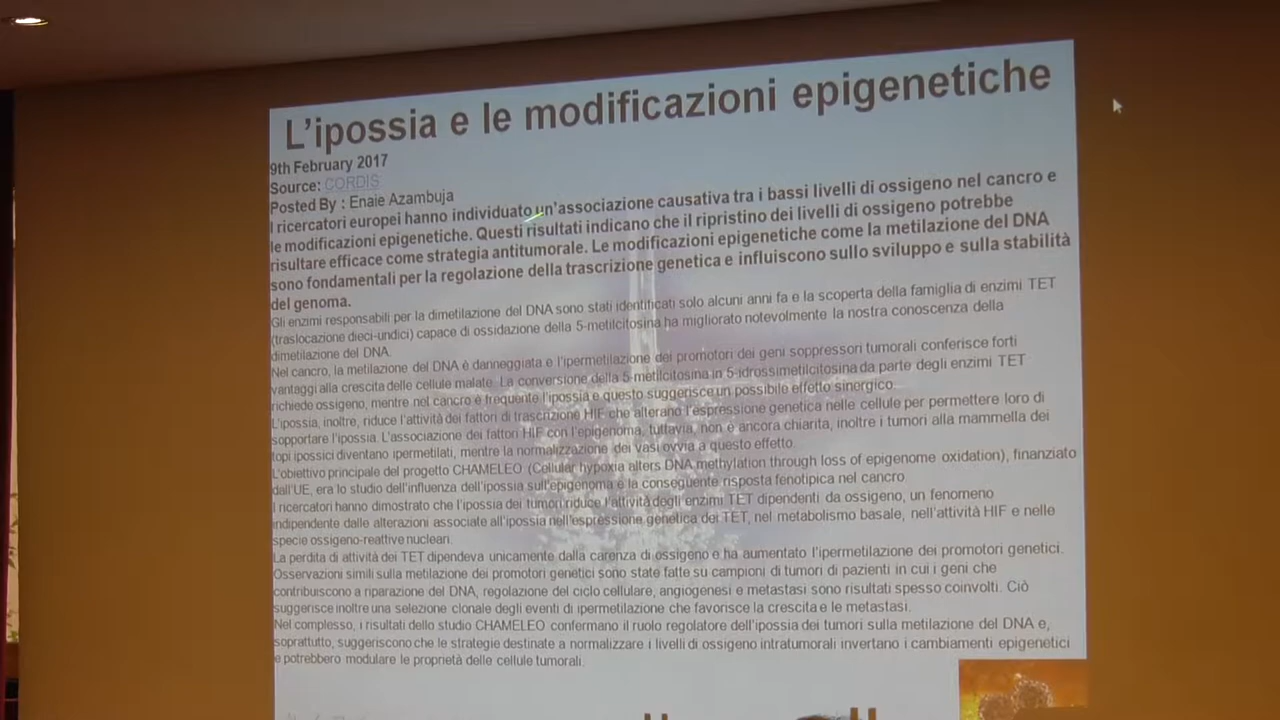 L'ipossia e le modificazioni epigenetiche
9th February 2017
Source: CORDIS
Posted By : Enaie Azambuja
I ricercatori europei hanno individuato un'associazione causativa tra i bassi livelli di ossigeno nel cancro e
le modificazioni epigenetiche. Questi risultati indicano che il ripristino dei livelli di ossigeno potrebbe
risultare efficace come strategia antitumorale. Le modificazioni epigenetiche come la metilazione del DNA
sono fondamentali per la regolazione della trascrizione genetica e influiscono sullo sviluppo e sulla stabilità
del genoma.
Gli enzimi responsabili per la dimetilazione del DNA sono stati identificati solo alcuni anni fa e la scoperta della famiglia di enzimi TET
(traslocazione dieci-undici) capace di ossidazione della 5-metilcitosina ha migliorato notevolmente la nostra conoscenza della
dimetilazione del DNA.
Nel cancro, la metilazione del DNA è danneggiata e l'ipermetilazione dei promotori dei geni soppressori tumorali conferisce forti
vantaggi alla crescita delle cellule malate. La conversione della 5-metilcitosina in 5-idrossimetilcitosina da parte degli enzimi TET
richiede ossigeno, mentre nel cancro è frequente l'ipossia e questo suggerisce un possibile effetto sinergico.
L'ipossia, inoltre, riduce l'attività dei fattori di trascrizione HIF che alterano l'espressione genetica nelle cellule per permettere loro di
sopportare l'ipossia. L'associazione dei fattori HIF con l'epigenoma, tuttavia, non è ancora chiarita, inoltre i tumori alla mammella dei
topi ipossici diventano ipermetilati, mentre la normalizzazione dei vasi ovvia a questo effetto.
L'obiettivo principale del progetto CHAMELEO (Cellular hypoxia alters DNA methylation through loss of epigenome oxidation), finanziato
dall'UE, era lo studio dell'influenza dell'ipossia sull'epigenoma e la conseguente risposta fenotipica nel cancro.
I ricercatori hanno dimostrato che l'ipossia dei tumori riduce l'attività degli enzimi TET dipendenti da ossigeno, un fenomeno
indipendente dalle alterazioni associate all'ipossia nell'espressione genetica dei TET, nel metabolismo basale, nell'attività HIF e nelle
specie ossigeno-reattive nucleari.
La perdita di attività dei TET dipendeva unicamente dalla carenza di ossigeno e ha aumentato l'ipermetilazione dei promotori genetici.
Osservazioni simili sulla metilazione dei promotori genetici sono state fatte su campioni di tumori di pazienti in cui i geni che
contribuiscono a riparazione del DNA, regolazione del ciclo cellulare, angiogenesi e metastasi sono risultati spesso coinvolti. Ciò
suggerisce inoltre una selezione clonale degli eventi di ipermetilazione che favorisce la crescita e le metastasi.
Nel complesso, i risultati dello studio CHAMELEO confermano il ruolo regolatore dell'ipossia dei tumori sulla metilazione del DNA e,
soprattutto, suggeriscono che le strategie destinate a normalizzare i livelli di ossigeno intratumorali invertano i cambiamenti epigenetici
e potrebbero modulare le proprietà delle cellule tumorali.